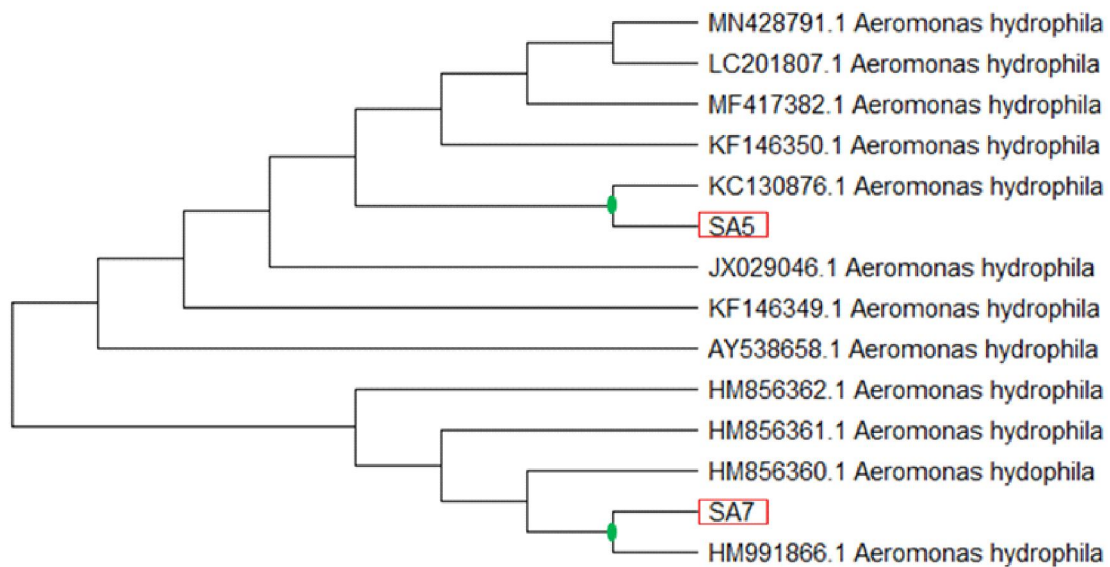 MN428791.1 Aeromonas hydrophila
LC201807.1 Aeromonas hydrophila
MF417382.1 Aeromonas hydrophila
KF146350.1 Aeromonas hydrophila
KC130876.1 Aeromonas hydrophila
SA5
JX029046.1 Aeromonas hydrophila
KF146349.1 Aeromonas hydrophila
AY538658.1 Aeromonas hydrophila
HM856362.1 Aeromonas hydrophila
HM856361.1 Aeromonas hydrophila
HM856360.1 Aeromonas hydophila
SA7
HM991866.1 Aeromonas hydrophila